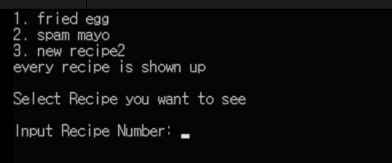 1. fried egg
2. spam mayo
3. new recipe2
every recipe is shown up
Select Recipe you want to see
Input Recipe Number: